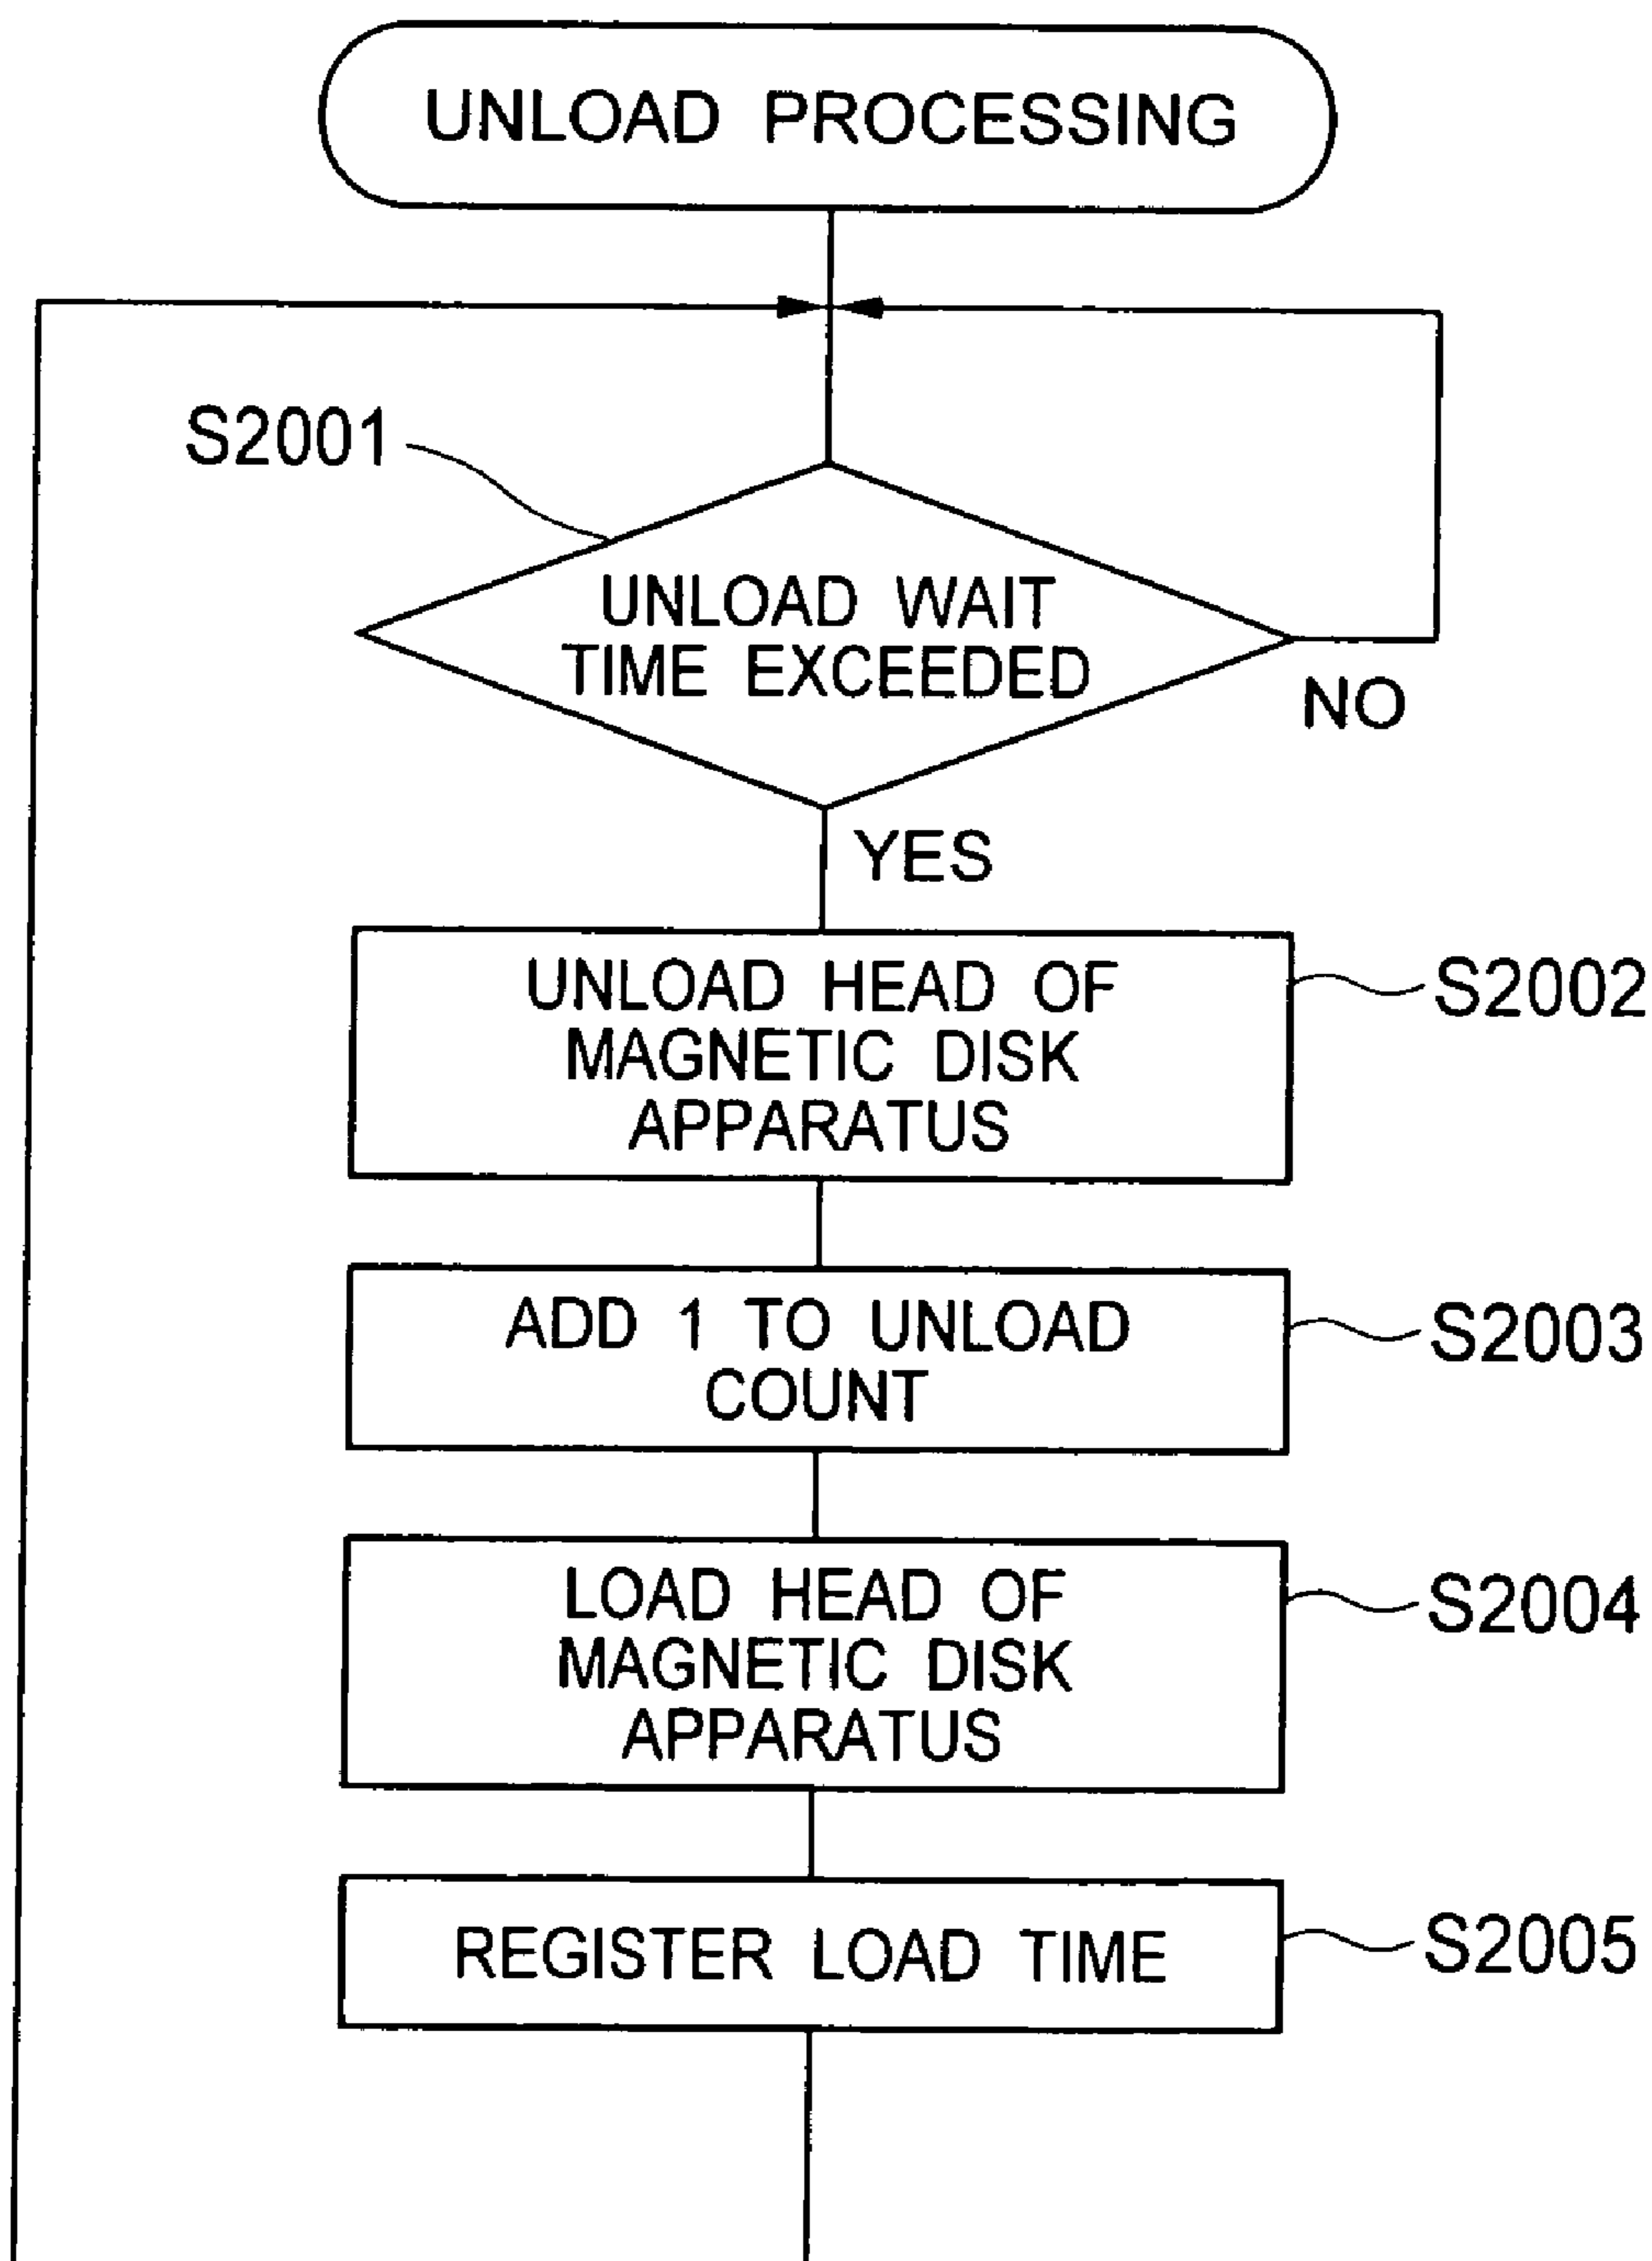 UNLOAD PROCESSING
S2001
UNLOAD WAIT
TIME EXCEEDED
NO
YES
UNLOAD HEAD OF
MAGNETIC DISK
APPARATUS
S2002
ADD 1 TO UNLOAD
COUNT
S2003
LOAD HEAD OF
MAGNETIC DISK
APPARATUS
S2004
REGISTER LOAD TIME
S2005